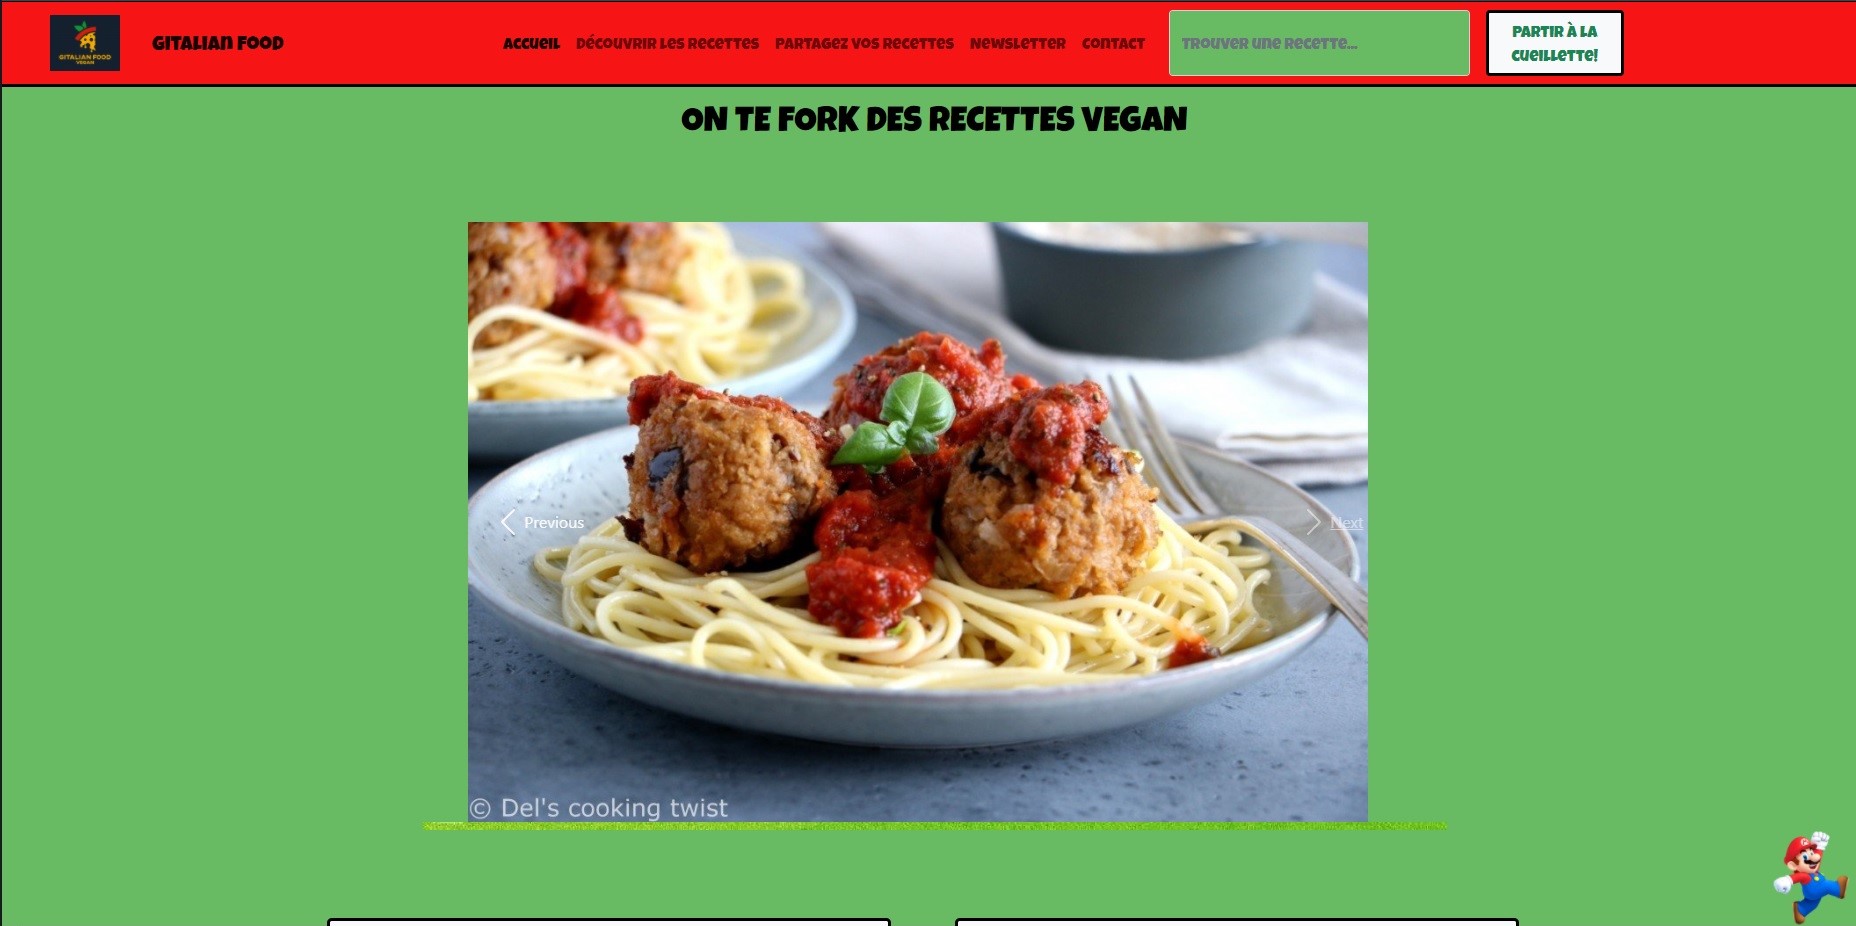 GITALIAN FOOD
VEGAN
Gitalian Food
Accueil Découvrir les recettes Partagez vos recettes Newsletter Contact
Trouver une recette...
Partir à la
cueillette!
ON TE FORK DES RECETTES VEGAN
Previous
Next
© Del's cooking twist